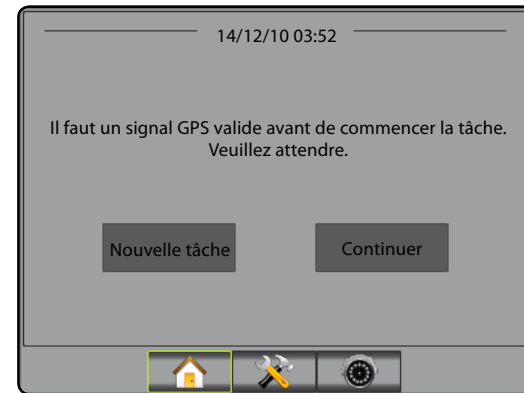 14/12/10 03:52
Il faut un signal GPS valide avant de commencer la tâche.
Veuillez attendre.
Nouvelle tâche
Continuer